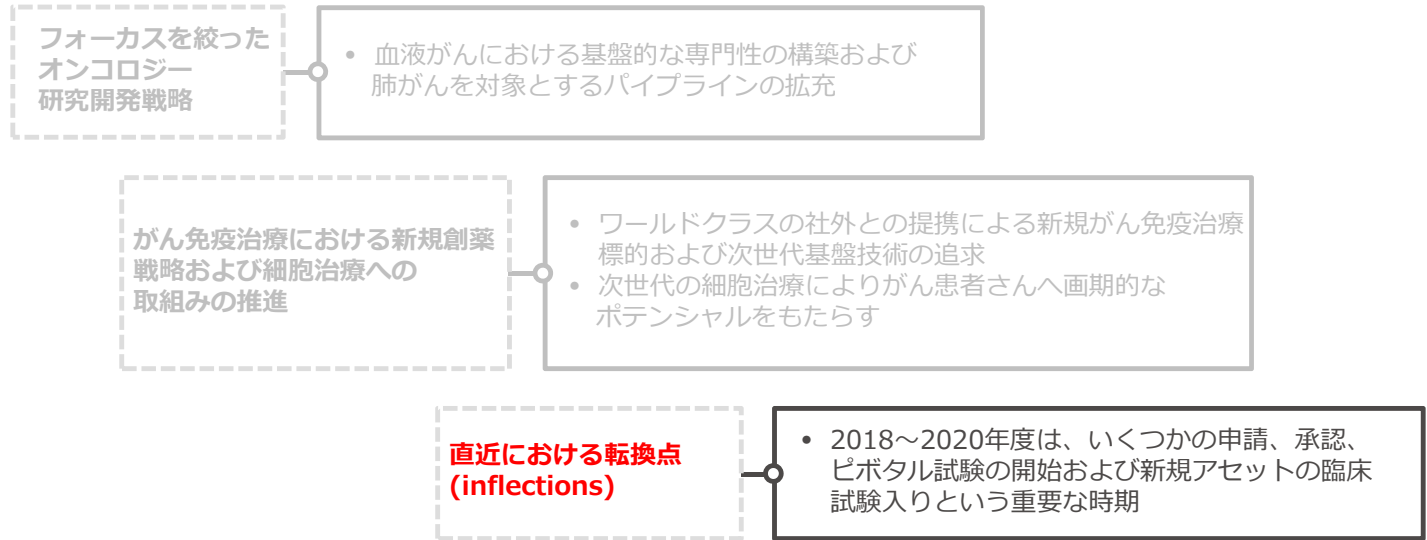 フォーカスを絞った
オンコロジー
研究開発戦略
• 血液がんにおける基盤的な専門性の構築および
肺がんを対象とするパイプラインの拡充
がん免疫治療における新規創薬
戦略および細胞治療への
取組みの推進
• ワールドクラスの社外との提携による新規がん免疫治療
標的および次世代基盤技術の追求
• 次世代の細胞治療によりがん患者さんへ画期的な
ポテンシャルをもたらす
直近における転換点
(inflections)
• 2018～2020年度は、いくつかの申請、承認、
ピボタル試験の開始および新規アセットの臨床
試験入りという重要な時期